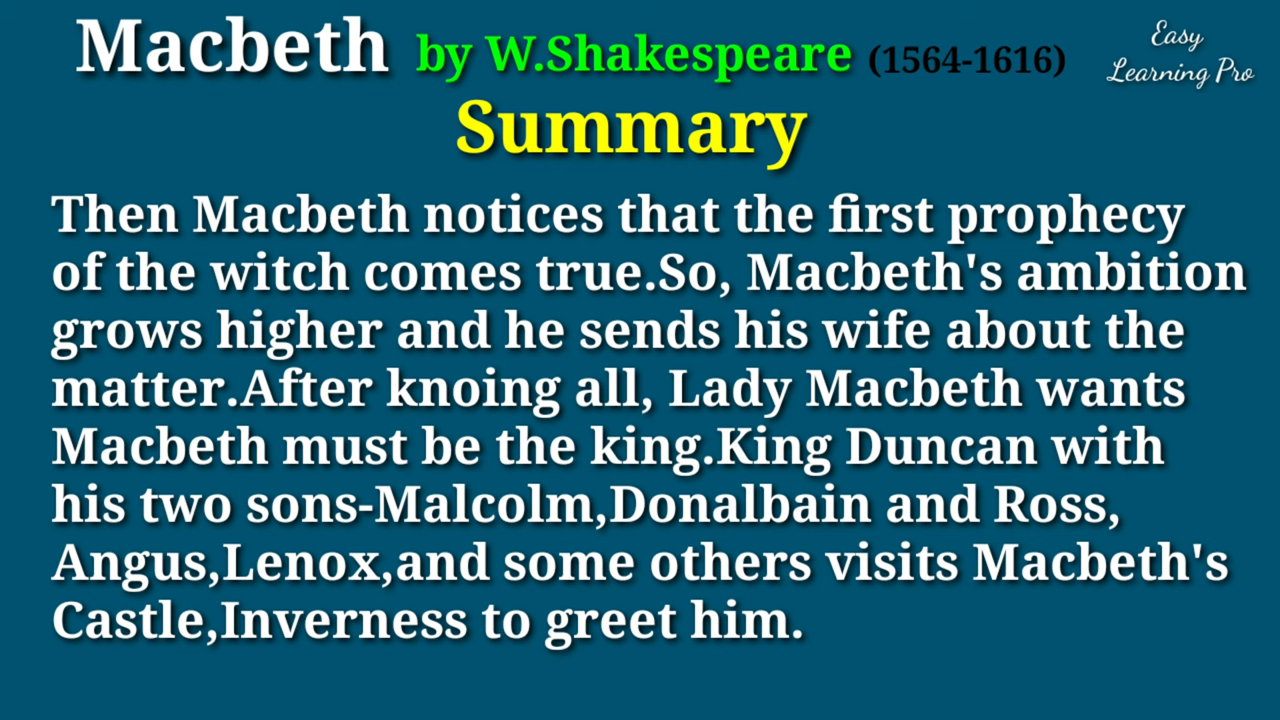 Macbeth by W.Shakespeare (1564-1616)
Easy
Learning Pro
Summary
Then Macbeth notices that the first prophecy
of the witch comes true.So, Macbeth's ambition
grows higher and he sends his wife about the
matter.After knoing all, Lady Macbeth wants
Macbeth must be the king.King Duncan with
his two sons-Malcolm,Donalbain and Ross,
Angus,Lenox,and some others visits Macbeth's
Castle,Inverness to greet him.